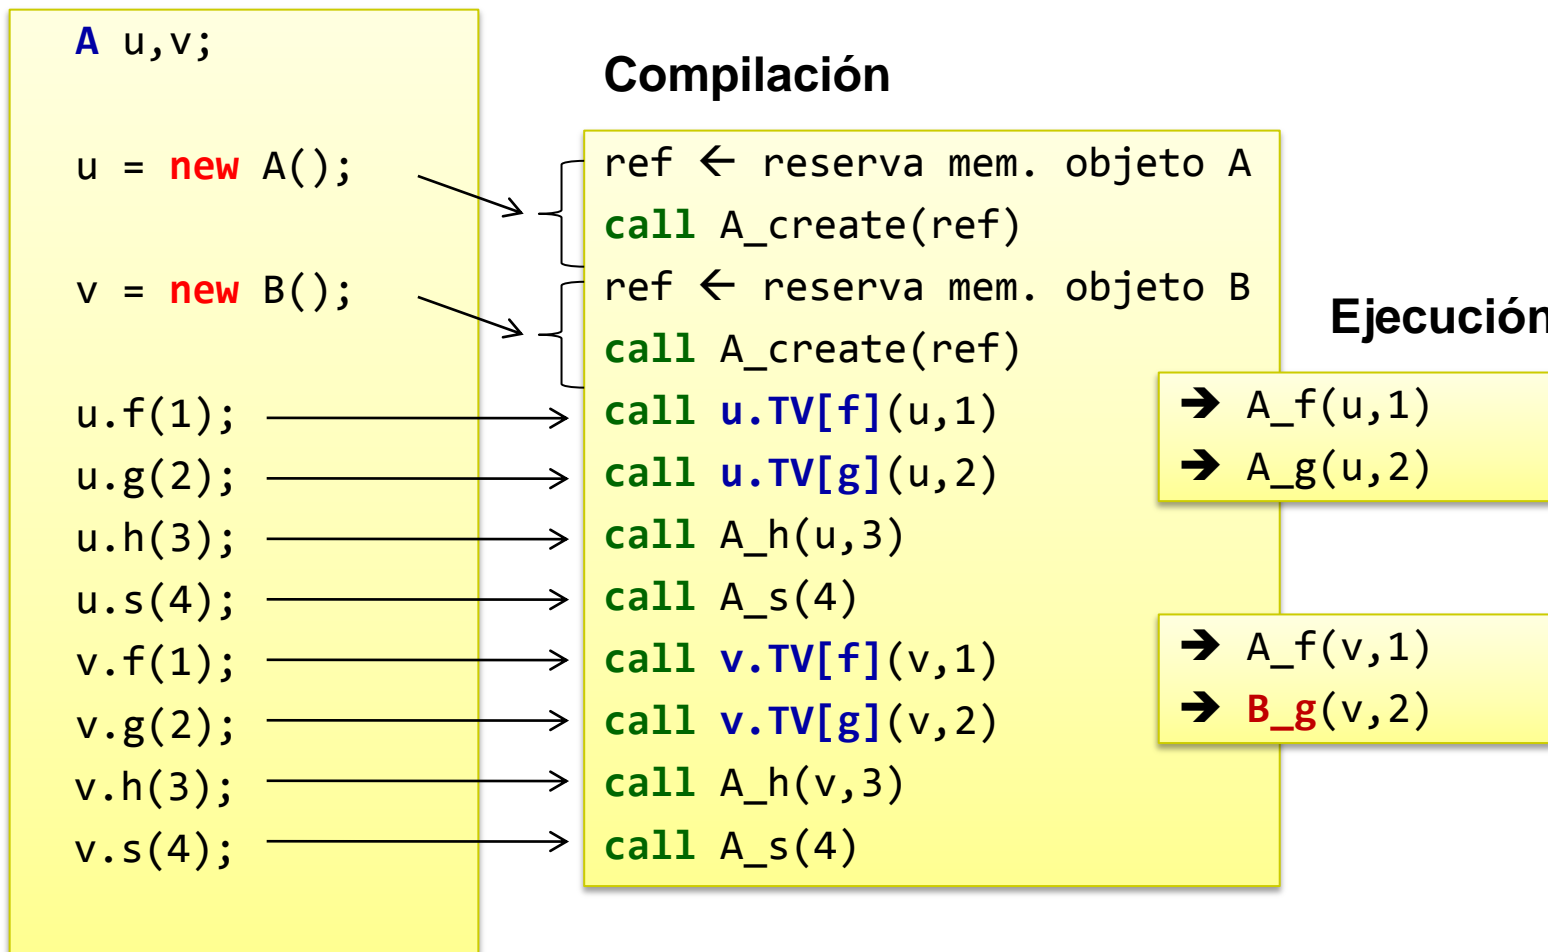 A u,v;
u = new A();
v = new B();
u.f(1);
u.g(2);
u.h(3);
u.s(4);
v.f(1);
v.g(2);
v.h(3);
v.s(4);
Compilación
ref ← reserva mem. objeto A
call A_create(ref)
ref ← reserva mem. objeto B
call A_create(ref)
call u.TV[f](u,1)
call u.TV[g](u,2)
call A_h(u,3)
call A_s(4)
call v.TV[f](v,1)
call v.TV[g](v,2)
call A_h(v,3)
call A_s(4)
Ejecución
➔ A_f(u,1)
➔ A_g(u,2)
➔ A_f(v,1)
➔ B_g(v,2)